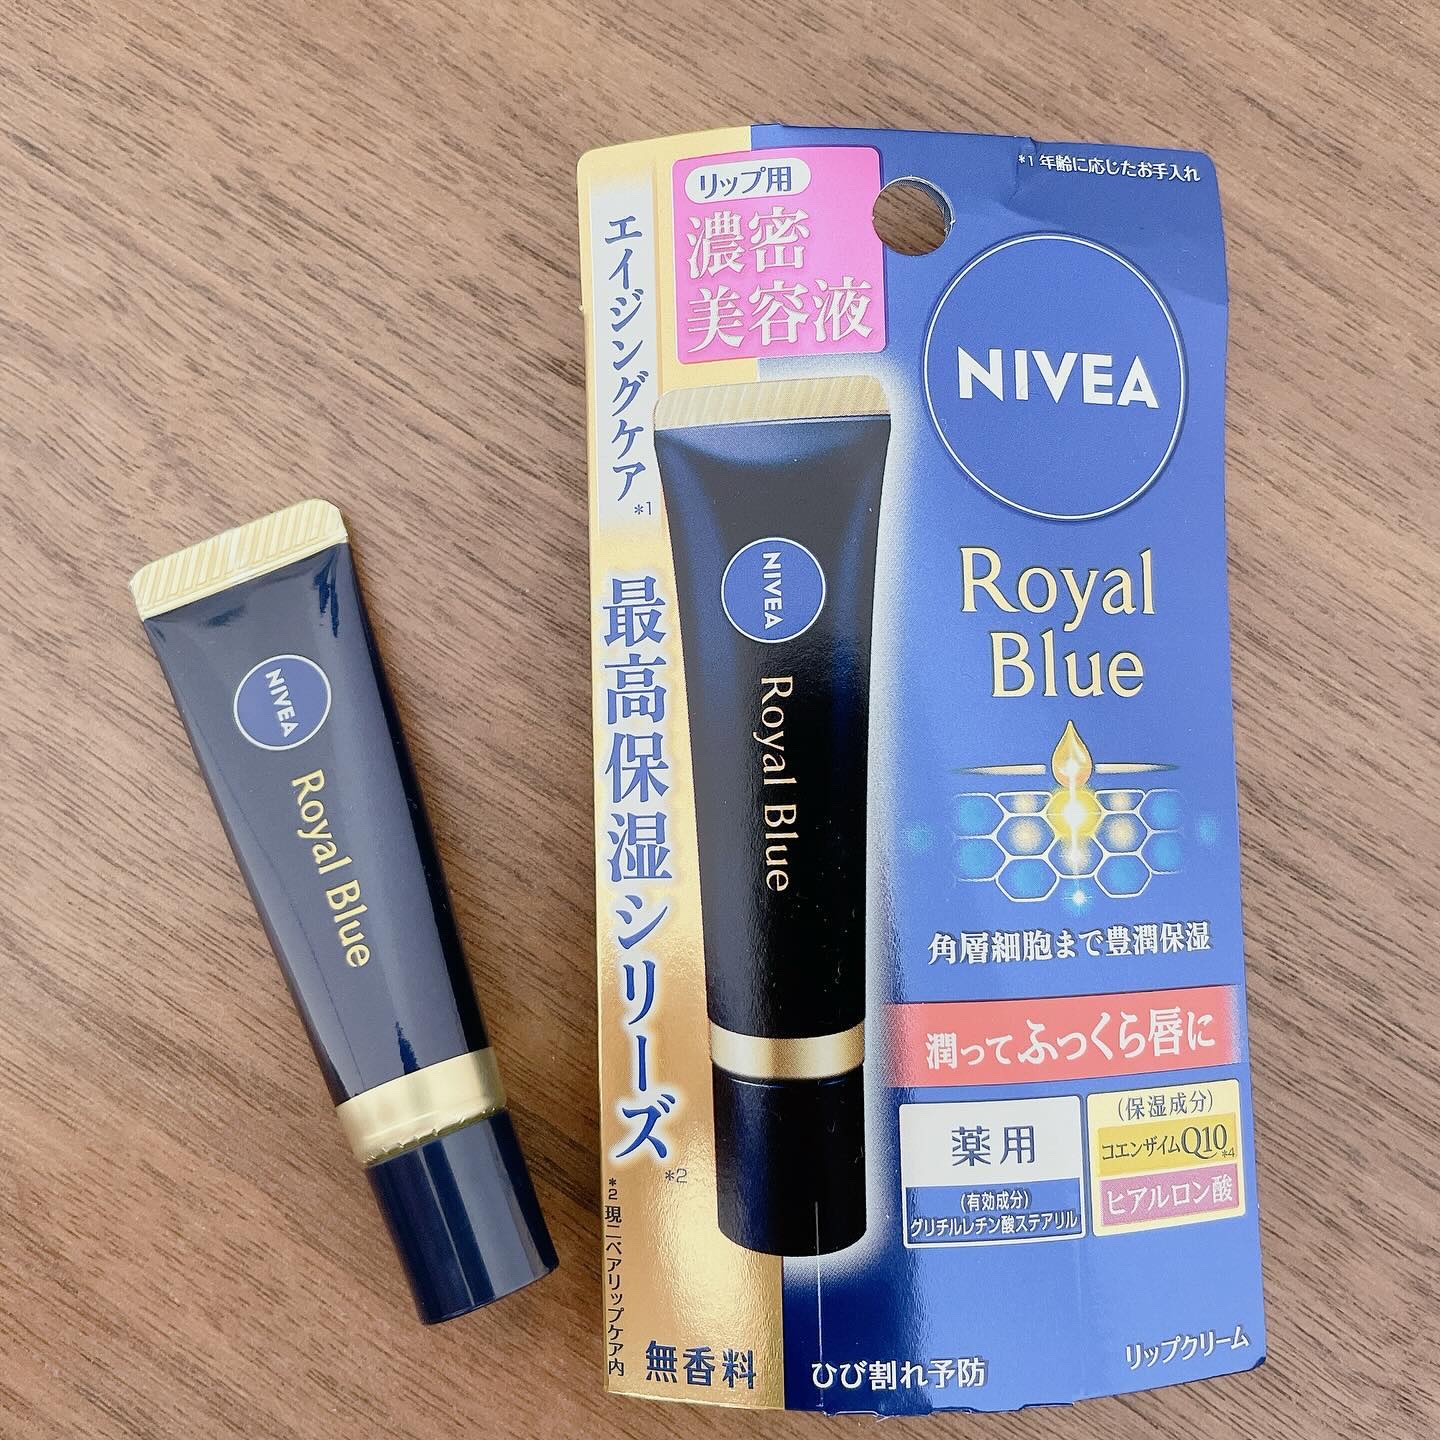 NIVEA
Royal Blue
*1 年齢に応じたお手入れ
リップ用
濃密
美容液
エイジングケア*1
最高保湿シリーズ*2
*2 現ニベアリップケア内
無香料
NIVEA
Royal Blue
NIVEA
Royal
Blue
角層細胞まで豊潤保湿
潤ってふっくら唇に
薬用
(有効成分)
グリチルレチン酸ステアリル
(保湿成分)
コエンザイムQ10*4
ヒアルロン酸
ひび割れ予防
リップクリーム